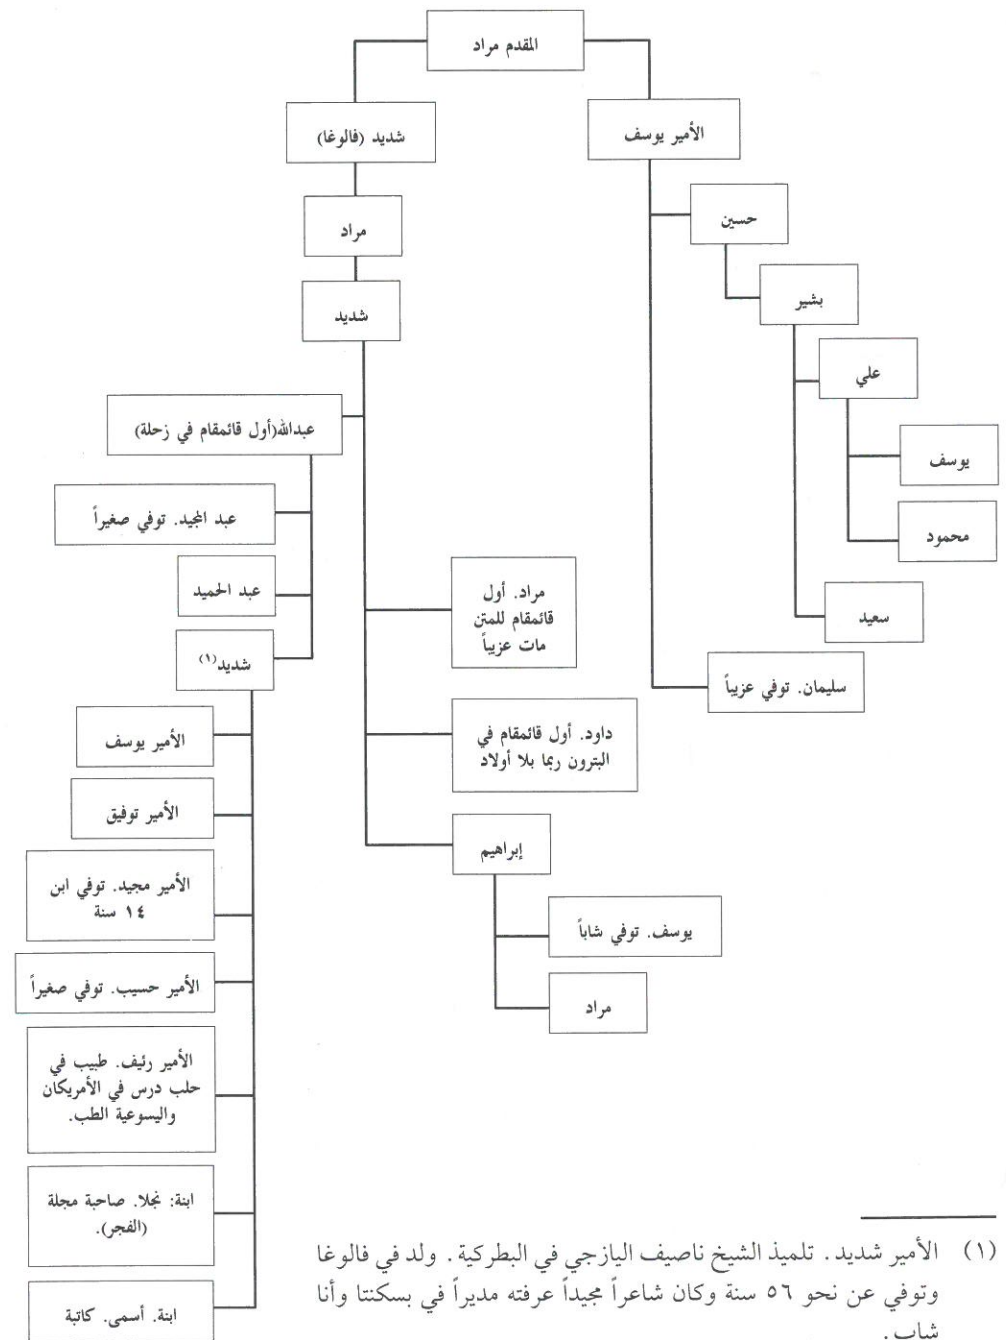 المقدم مراد
الأمير يوسف
شديد (فالوغا)
حسين
مراد
بشير
شديد
علي
عبدالله(أول قائمقام في زحلة)
يوسف
عبد المجيد. توفي صغيراً
محمود
مراد. أول
قائمقام للمتن
مات عزيباً
عبد الحميد
سعيد
شديد(١)
سليمان. توفي عزيباً
الأمير يوسف
داود. أول قائمقام في
البترون ربما بلا أولاد
الأمير توفيق
إبراهيم
الأمير مجيد. توفي ابن
١٤ سنة
يوسف. توفي شاباً
الأمير حسيب. توفي صغيراً
مراد
الأمير رئيف. طبيب في
حلب درس في الأمريكان
واليسوعية الطب.
ابنة: نجلا. صاحبة مجلة
(الفجر).
ابنة. أسمى. كاتبة
(١) الأمير شديد. تلميذ الشيخ ناصيف اليازجي في البطركية. ولد في فالوغا
وتوفي عن نحو ٥٦ سنة وكان شاعراً مجيداً عرفته مديراً في بسكنتا وأنا
شاب.